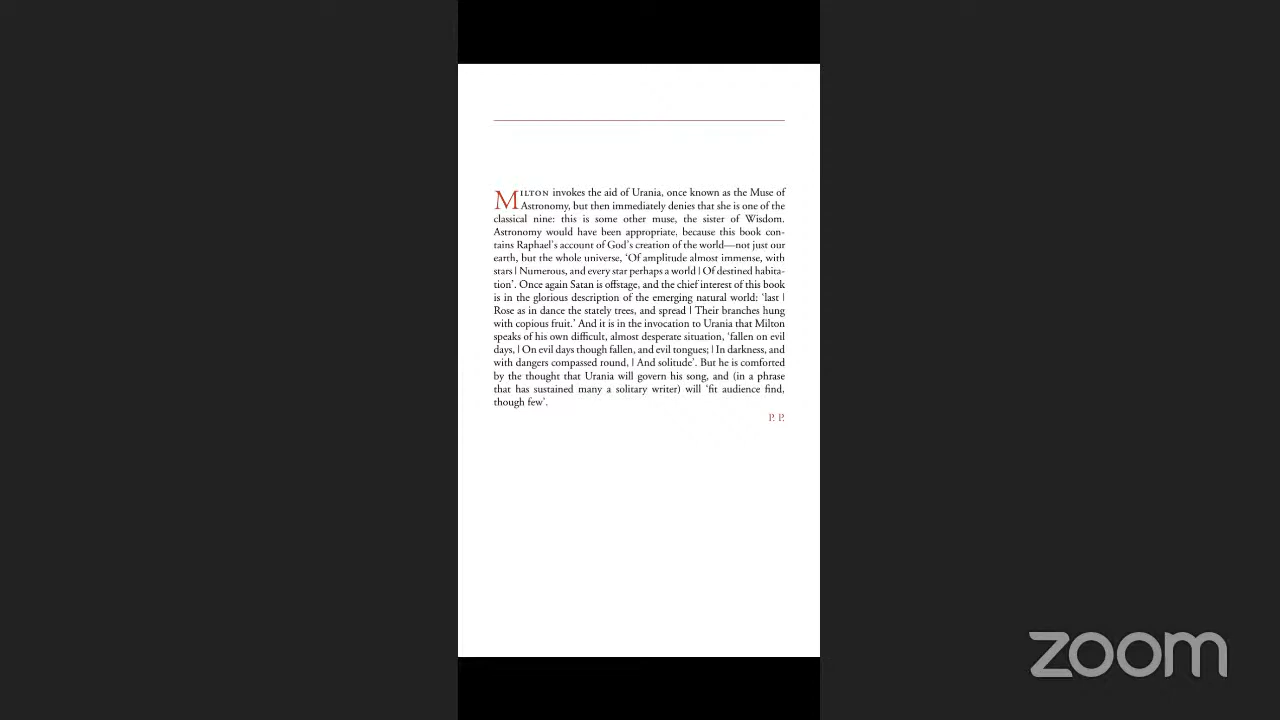 MILTON invokes the aid of Urania, once known as the Muse of
Astronomy, but then immediately denies that she is one of the
classical nine: this is some other muse, the sister of Wisdom.
Astronomy would have been appropriate, because this book con-
tains Raphael's account of God's creation of the world—not just our
earth, but the whole universe, 'Of amplitude almost immense, with
stars | Numerous, and every star perhaps a world | Of destined habita-
tion'. Once again Satan is offstage, and the chief interest of this book
is in the glorious description of the emerging natural world: 'last |
Rose as in dance the stately trees, and spread | Their branches hung
with copious fruit.' And it is in the invocation to Urania that Milton
speaks of his own difficult, almost desperate situation, 'fallen on evil
days, | On evil days though fallen, and evil tongues; | In darkness, and
with dangers compassed round, | And solitude'. But he is comforted
by the thought that Urania will govern his song, and (in a phrase
that has sustained many a solitary writer) will 'fit audience find,
though few'.
P. P.
zoom